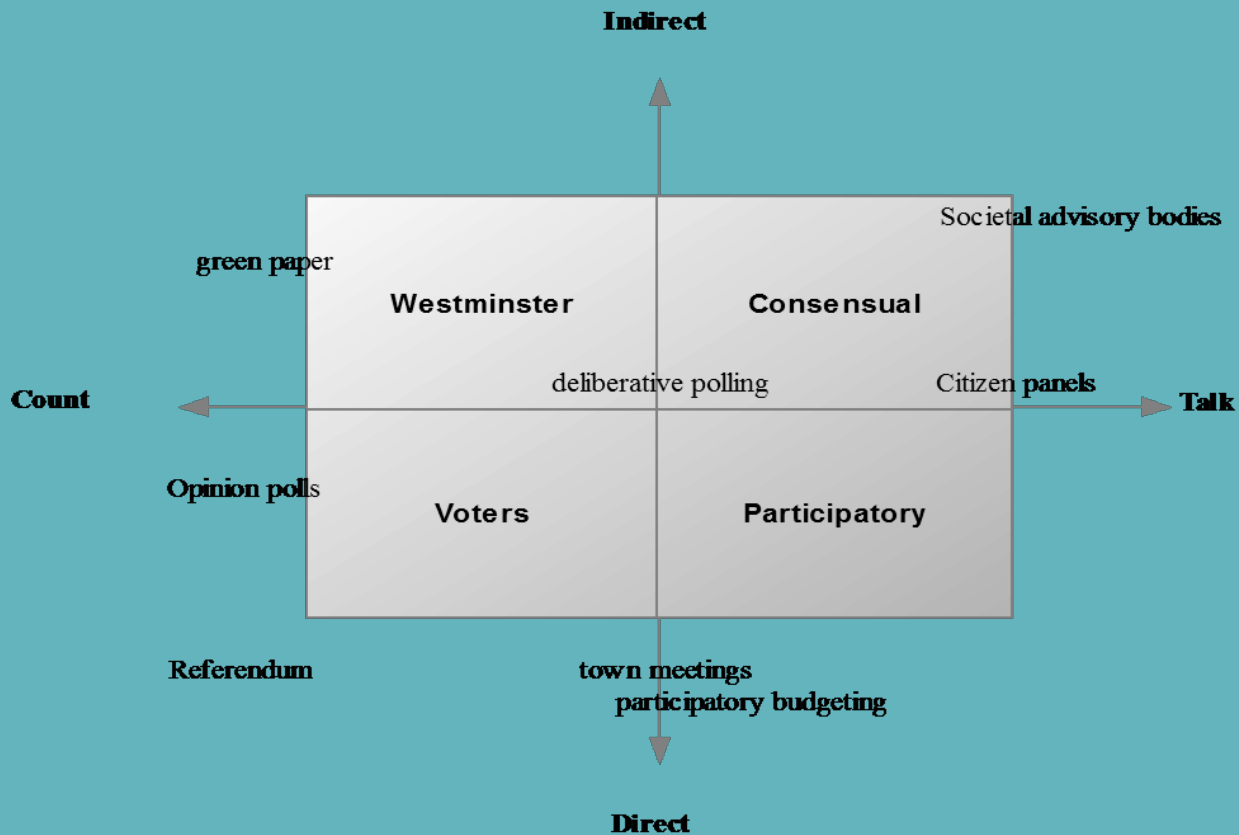 Indirect
Societal advisory bodies
green paper
Westminster
Consensual
deliberative polling
Citizen panels
Count
Talk
Opinion polls
Voters
Participatory
Referendum
town meetings
participatory budgeting
Direct